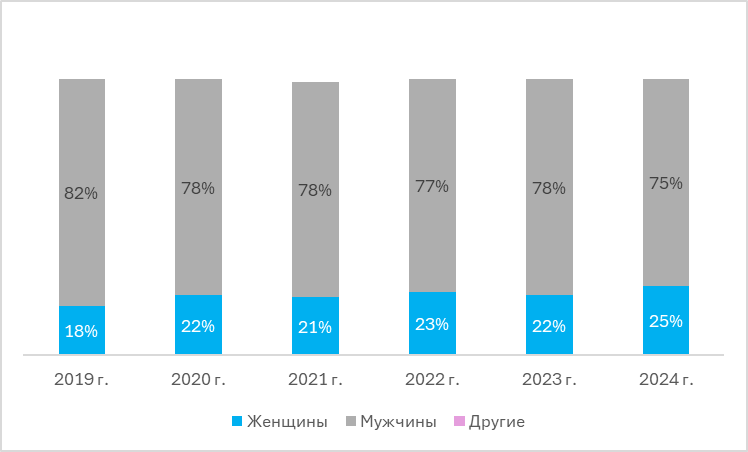 82% 78% 78% 77% 78% 75%
18% 22% 21% 23% 22% 25%
2019 г. 2020 г. 2021 г. 2022 г. 2023 г. 2024 г.
Женщины Мужчины Другие